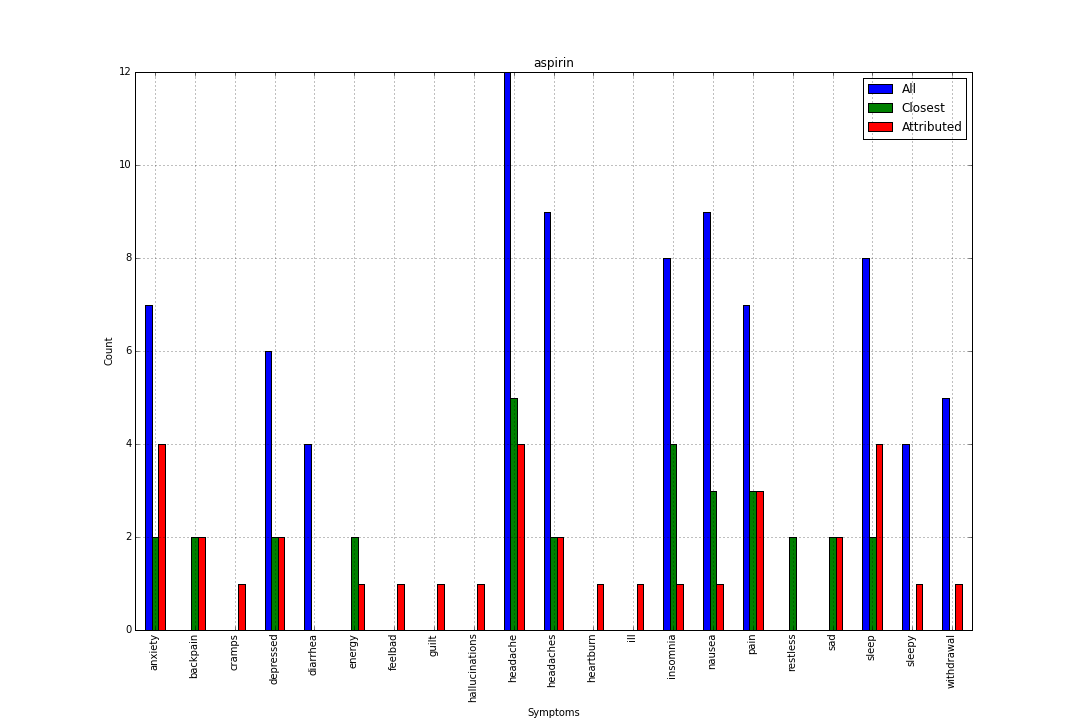 aspirin
All
Closest
Attributed
12
10
8
6
4
2
0
Count
anxiety
backpain
cramps
depressed
diarrhea
energy
feelbad
guilt
hallucinations
headache
headaches
heartburn
ill
insomnia
nausea
pain
restless
sad
sleep
sleepy
withdrawal
Symptoms